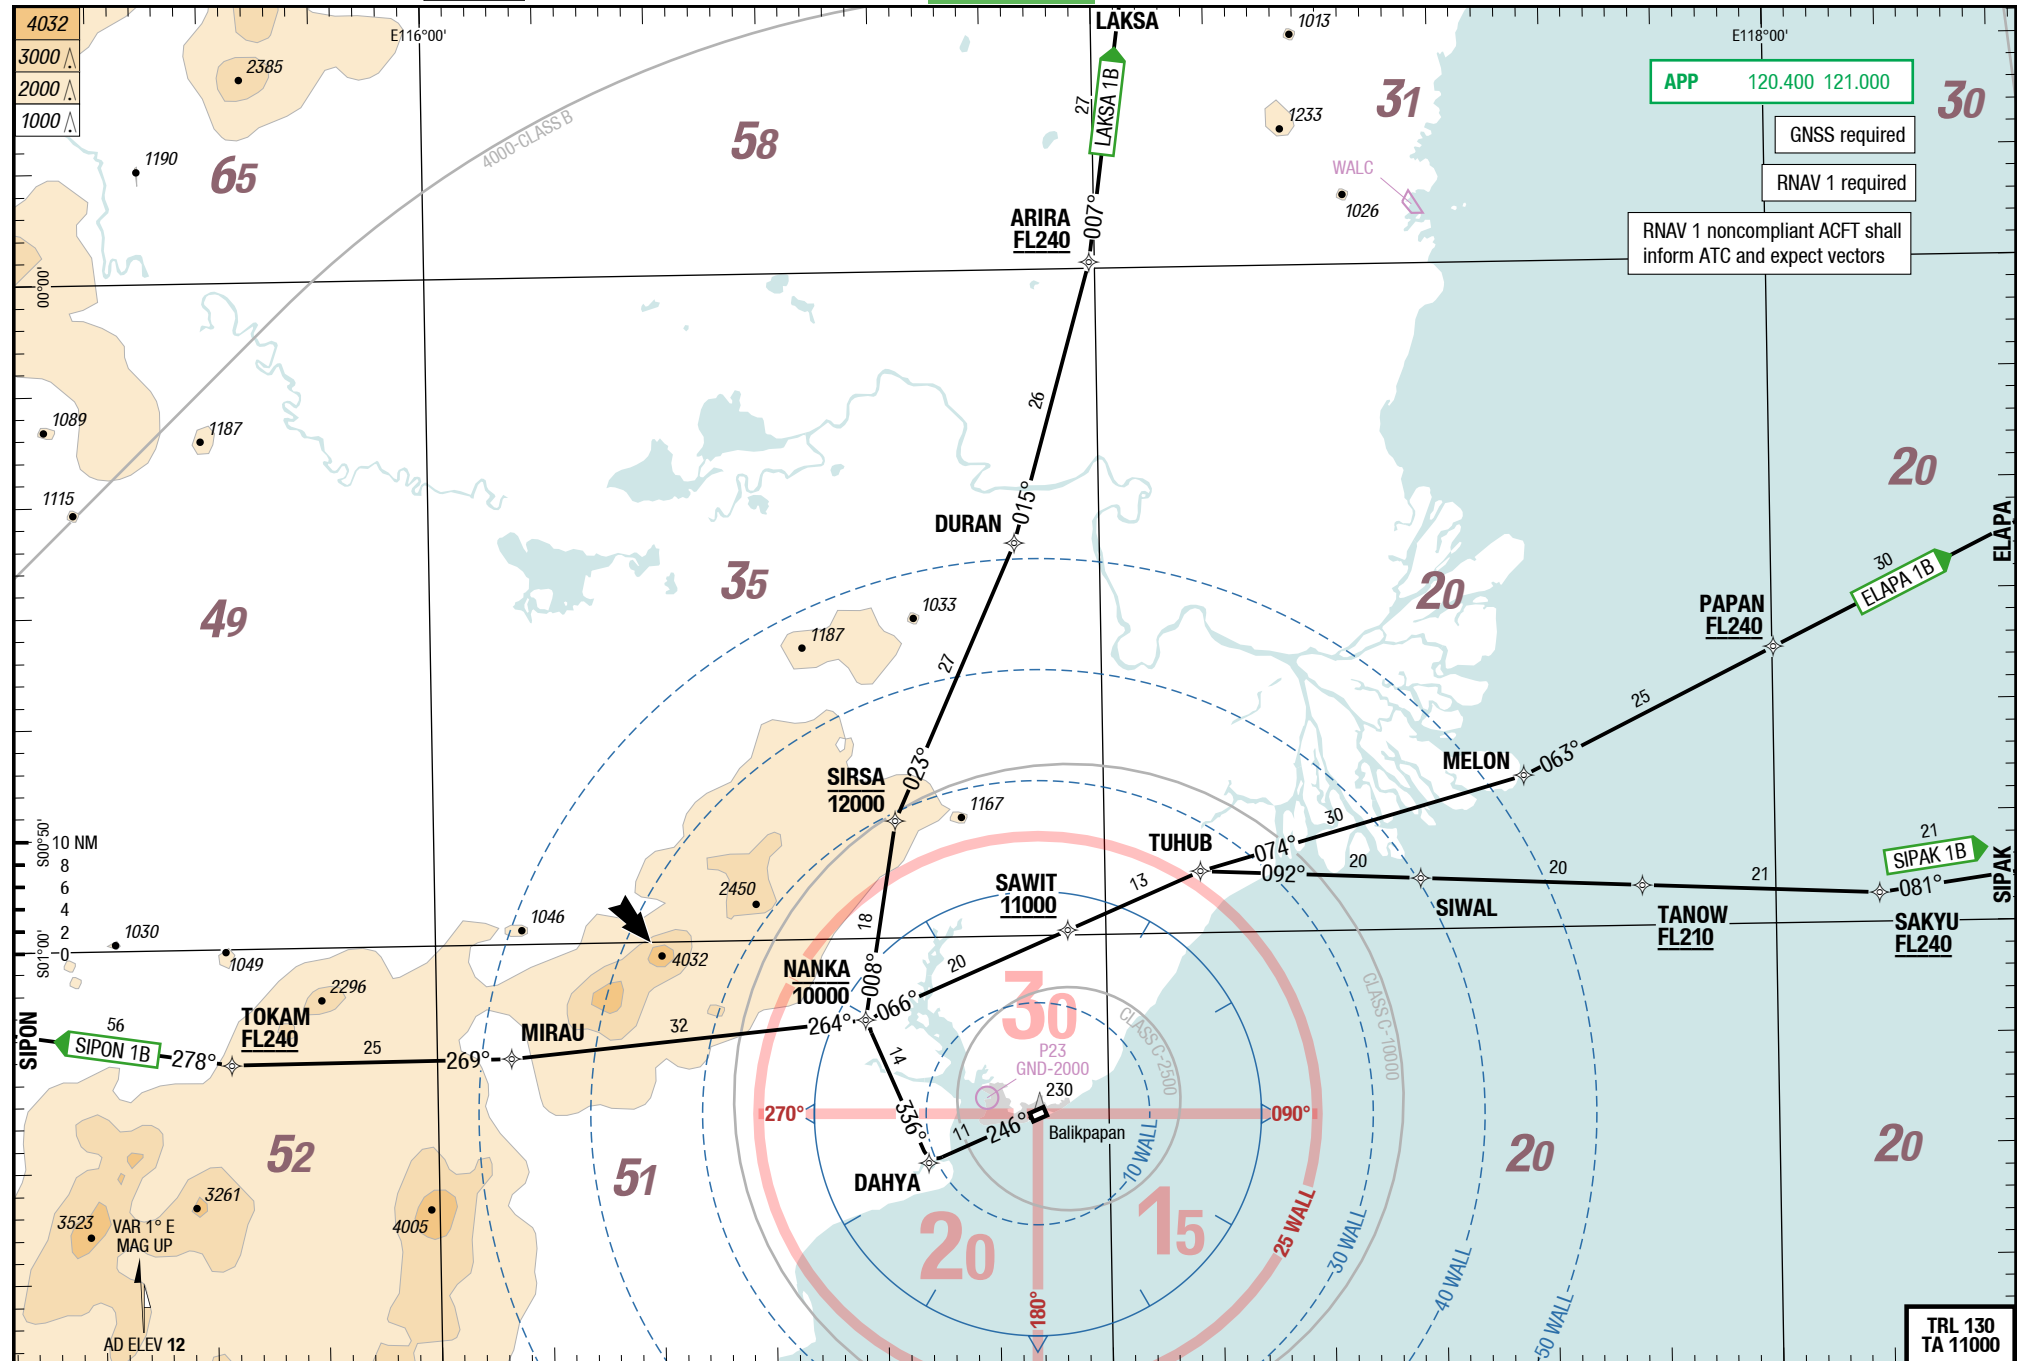 4032
3000
2000
1000
E116°00'
LAKSA
1013
E118°00'
APP 120.400 121.000
GNSS required
RNAV 1 required
RNAV 1 noncompliant ACFT shall
inform ATC and expect vectors
30
31
2385
4000-CLASS B
58
27
LAKSA 1B
1233
1190
65
WALC
1026
ARIRA
FL240
007°
00°00'
26
1089
1187
1115
20
015°
DURAN
ELAPA
30
ELAPA 1B
35
20
49
1033
1187
PAPAN
FL240
27
25
023°
SIRSA
12000
MELON
063°
1167
30
S00°50'
10 NM
8
6
4
2
0
S01°00'
TUHUB
074°
092°
20
20
21
21
SIPAK 1B
081°
SIPAK
SAWIT
11000
13
2450
18
SIWAL
TANOW
FL210
SAKYU
FL240
1046
1030
1049
4032
NANKA
10000
008°
20
066°
2296
CLASS C-10000
30
CLASS C-2500
TOKAM
FL240
MIRAU
32
264°
SIPON
56
SIPON 1B
278°
25
269°
14
P23
GND-2000
230
336°
11
246°
Balikpapan
270°
090°
10 WALL
52
51
DAHYA
20
20
3261
3523
VAR 1° E
MAG UP
4005
20
15
25 WALL
30 WALL
40 WALL
50 WALL
180°
AD ELEV 12
TRL 130
TA 11000